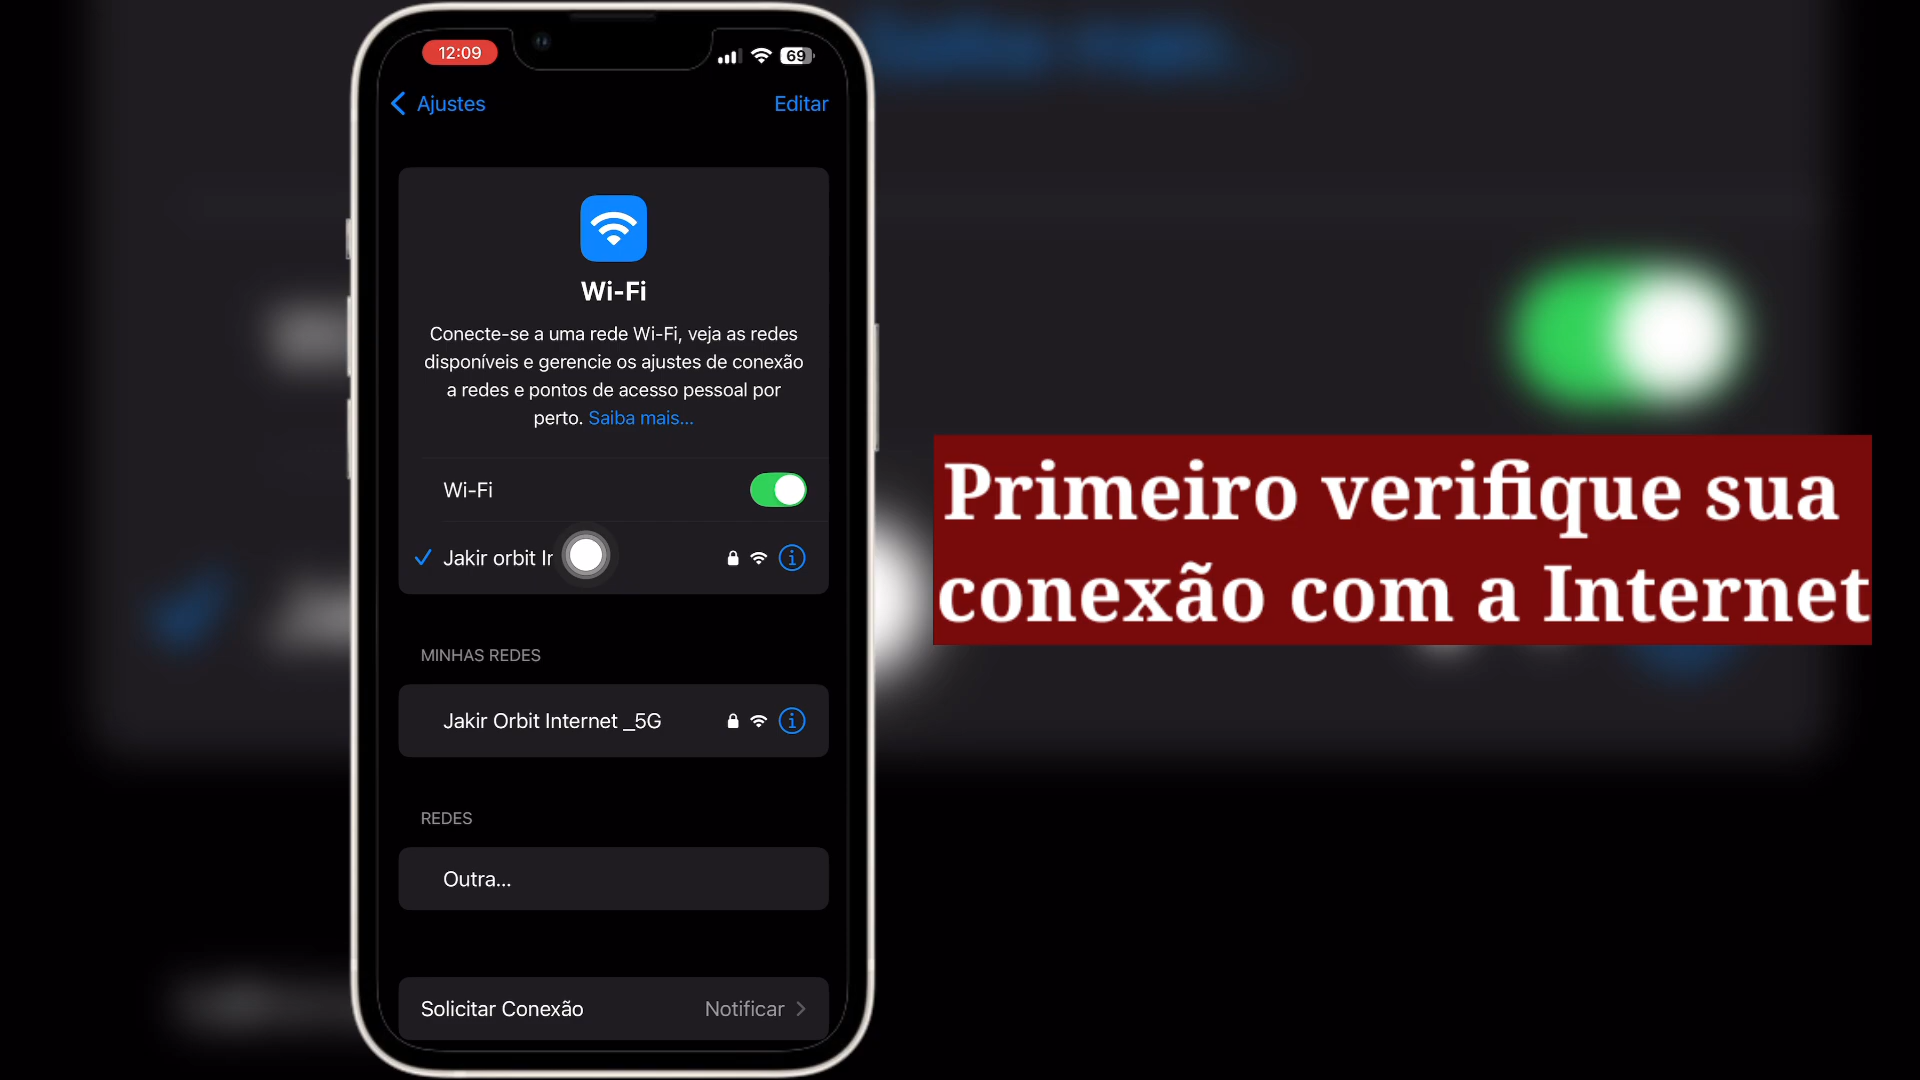 12:09
69
Ajustes
Editar
Wi-Fi
Conecte-se a uma rede Wi-Fi, veja as redes
disponíveis e gerencie os ajustes de conexão
a redes e pontos de acesso pessoal por
perto. Saiba mais...
Wi-Fi
Jakir orbit
MINHAS REDES
Jakir Orbit Internet _5G
REDES
Outra...
Solicitar Conexão
Notificar
Primeiro verifique sua
conexão com a Internet